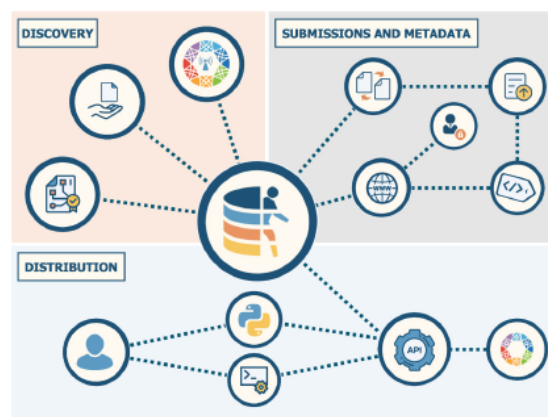 DISCOVERY
SUBMISSIONS AND METADATA
WWW
</>
DISTRIBUTION
>_
API